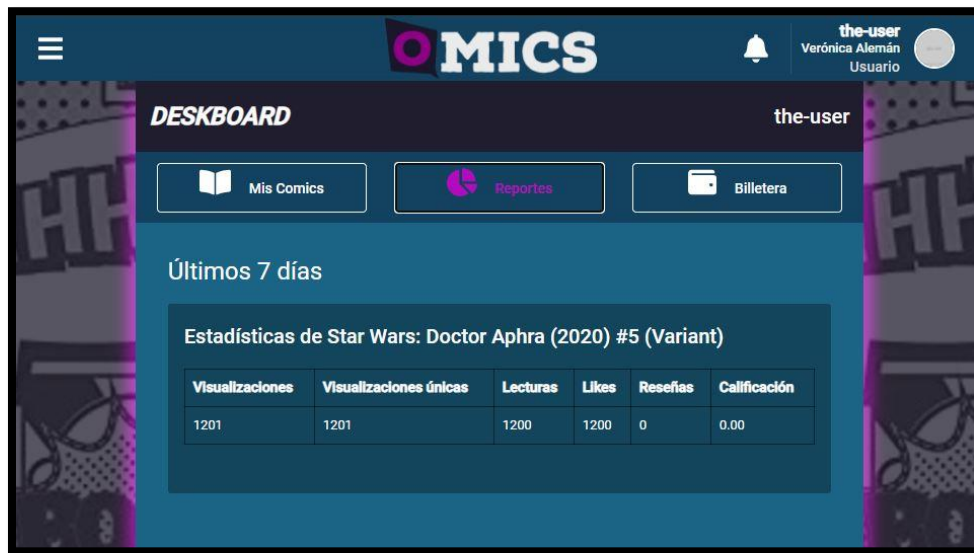 OMICS
the-user
Verónica Alemán
Usuario
DESKBOARD
the-user
Mis Comics
Reportes
Billetera
Últimos 7 días
Estadísticas de Star Wars: Doctor Aphra (2020) #5 (Variant)
Visualizaciones Visualizaciones únicas Lecturas Likes Reseñas Calificación
1201 1201 1200 1200 0 0.00